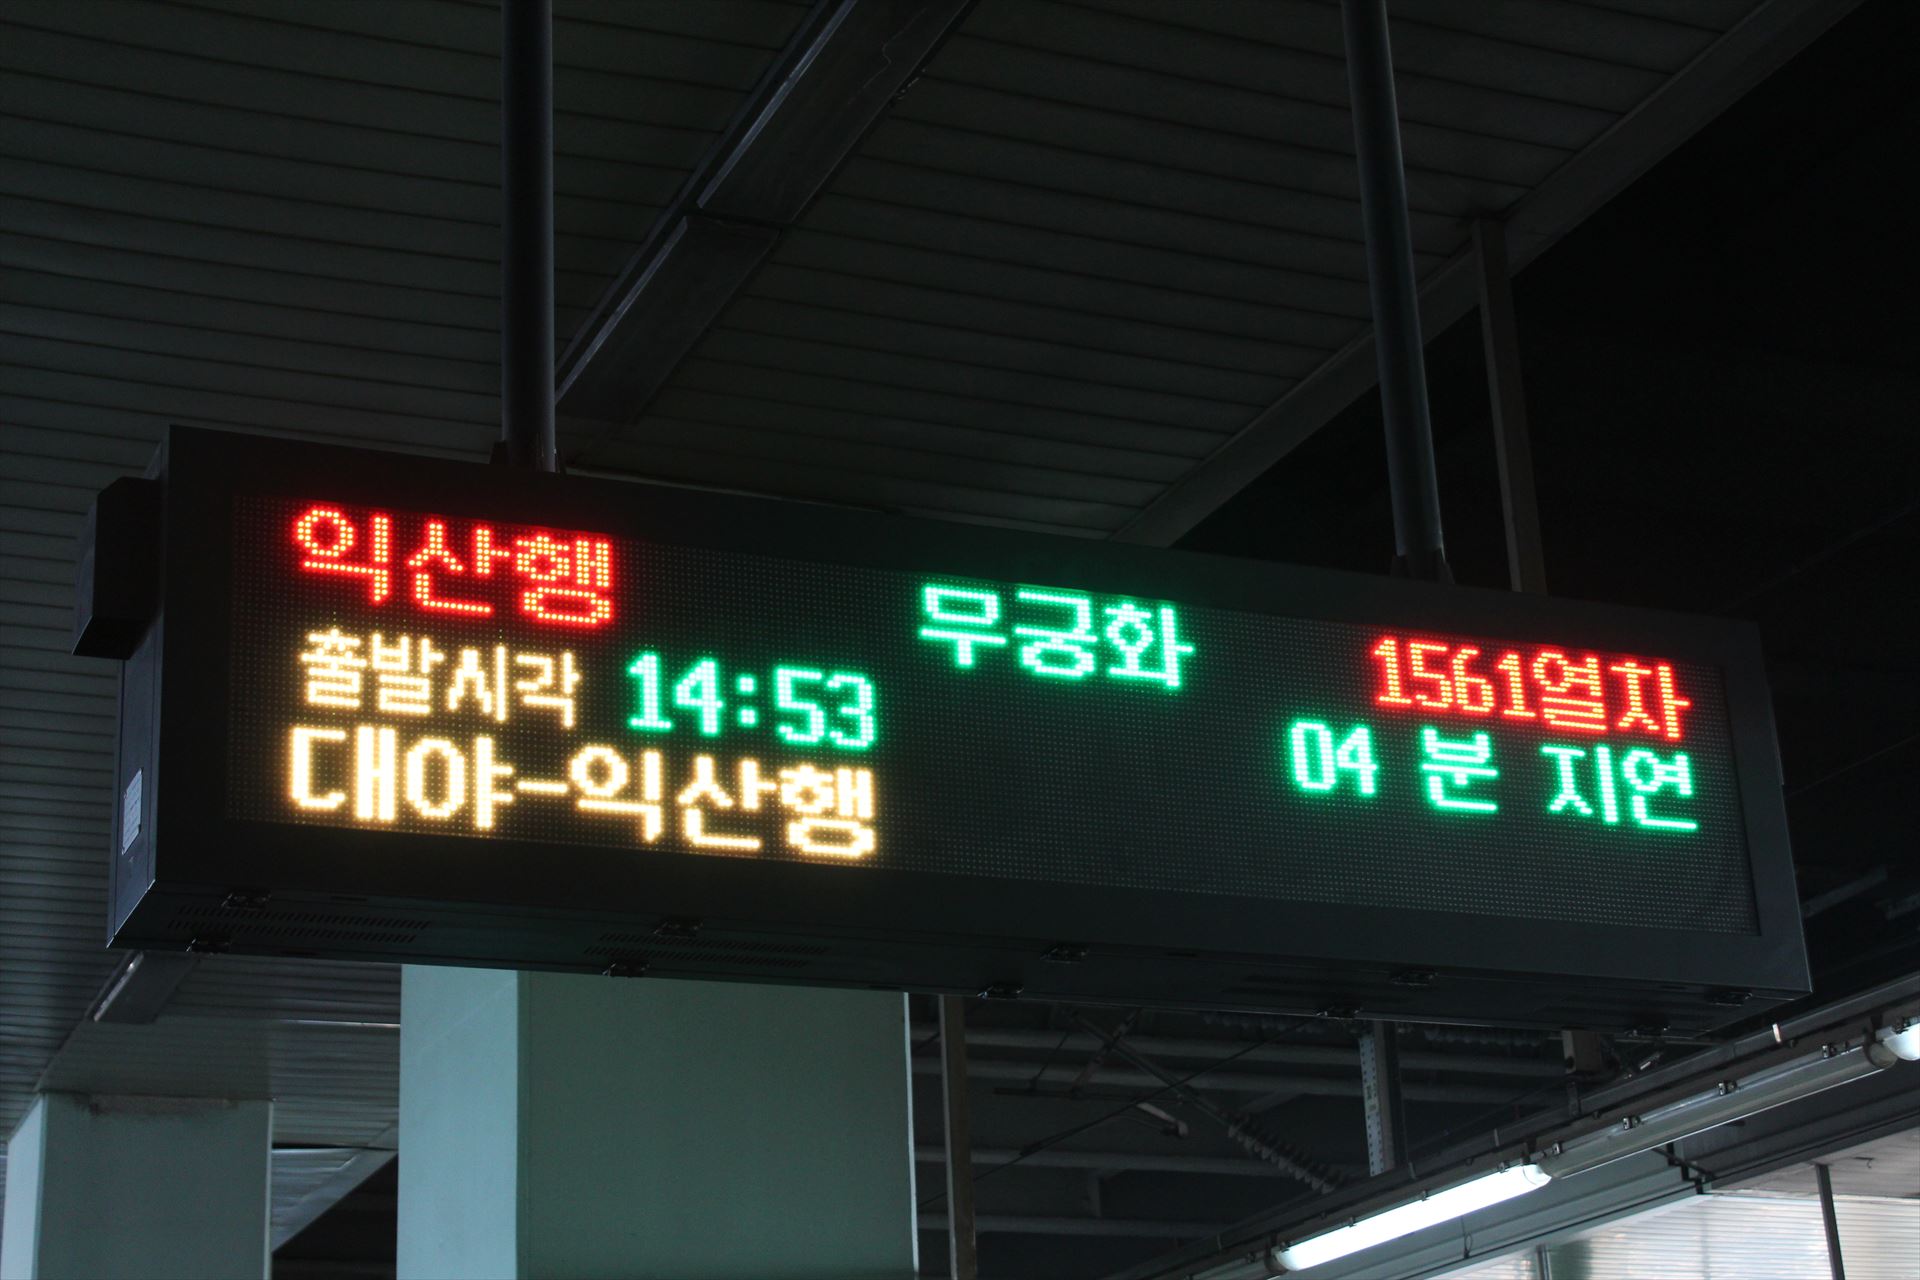 익산행 무궁화 1561열차
출발시각 14:53 04 분 지연
대야-익산행